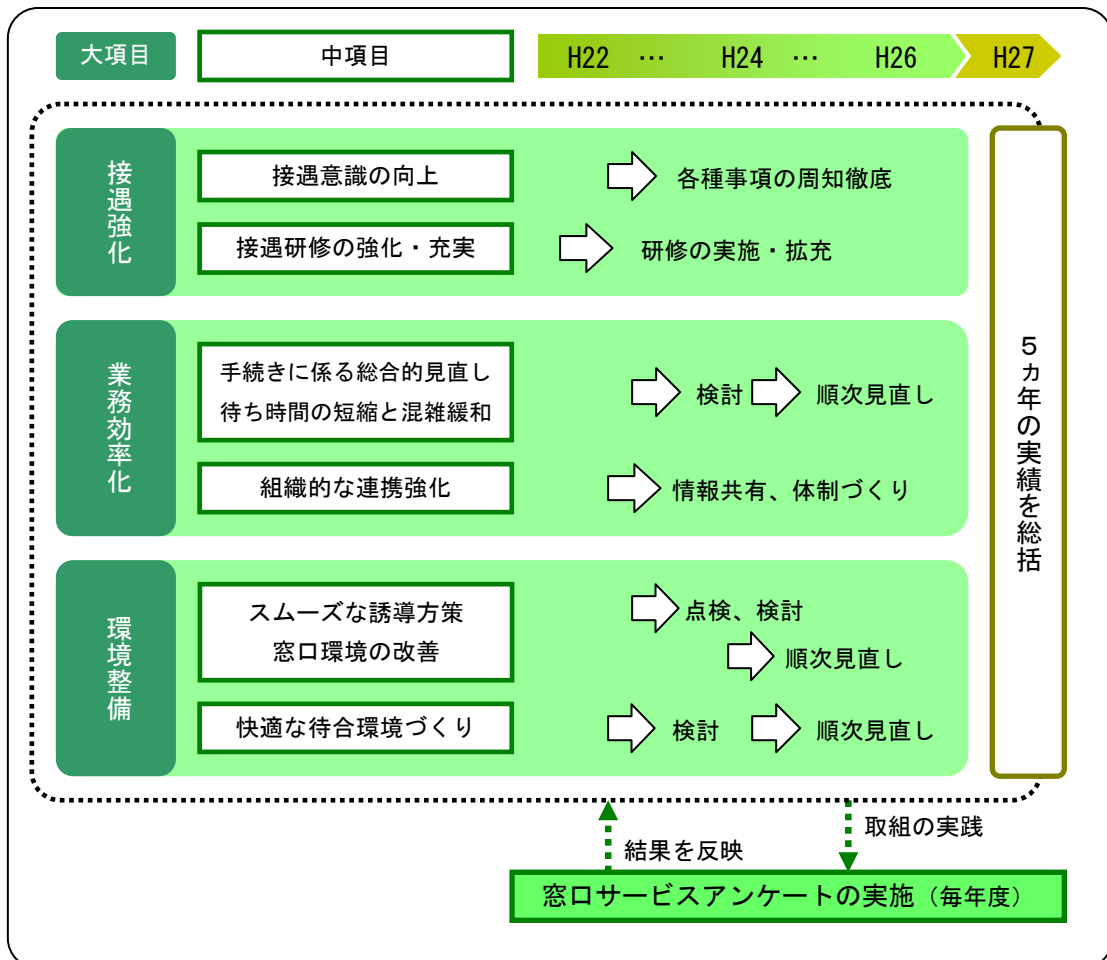 大項目
中項目
H22 … H24 … H26
H27
接遇強化
接遇意識の向上
各種事項の周知徹底
接遇研修の強化・充実
研修の実施・拡充
業務効率化
手続きに係る総合的見直し
待ち時間の短縮と混雑緩和
検討
順次見直し
組織的な連携強化
情報共有、体制づくり
環境整備
スムーズな誘導方策
窓口環境の改善
点検、検討
順次見直し
快適な待合環境づくり
検討
順次見直し
5ヵ年の実績を総括
結果を反映
取組の実践
窓口サービスアンケートの実施（毎年度）